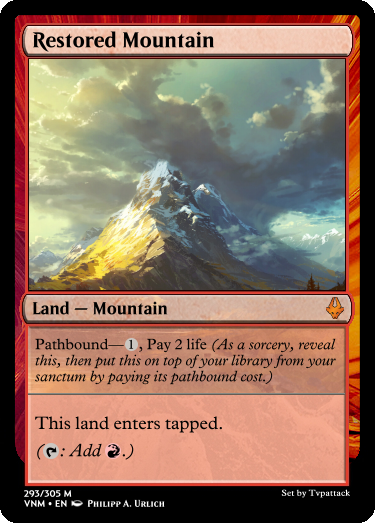 Restored Mountain
Land — Mountain
Pathbound—1, Pay 2 life (As a sorcery, reveal
this, then put this on top of your library from your
sanctum by paying its pathbound cost.)
This land enters tapped.
(: Add .)
293/305 M
VNM • EN Philipp A. Urlich
Set by Tvpattack